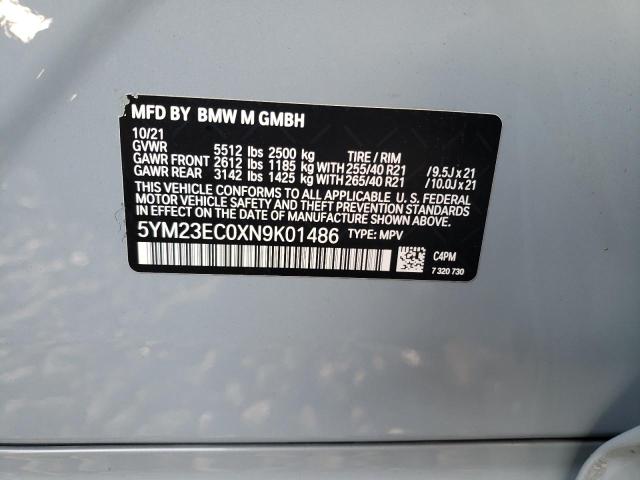 MFD BY BMW M GMBH
10/21
GVWR 5512 lbs 2500 kg TIRE / RIM
GAWR FRONT 2612 lbs 1185 kg WITH 255/40 R21 /9.5J x 21
GAWR REAR 3142 lbs 1425 kg WITH 265/40 R21 /10.0J x 21
THIS VEHICLE CONFORMS TO ALL APPLICABLE U. S. FEDERAL
MOTOR VEHICLE SAFETY AND THEFT PREVENTION STANDARDS
IN EFFECT ON THE DATE OF MANUFACTURE SHOWN ABOVE.
5YM23EC0XN9K01486 TYPE: MPV
C4PM
7 320 730